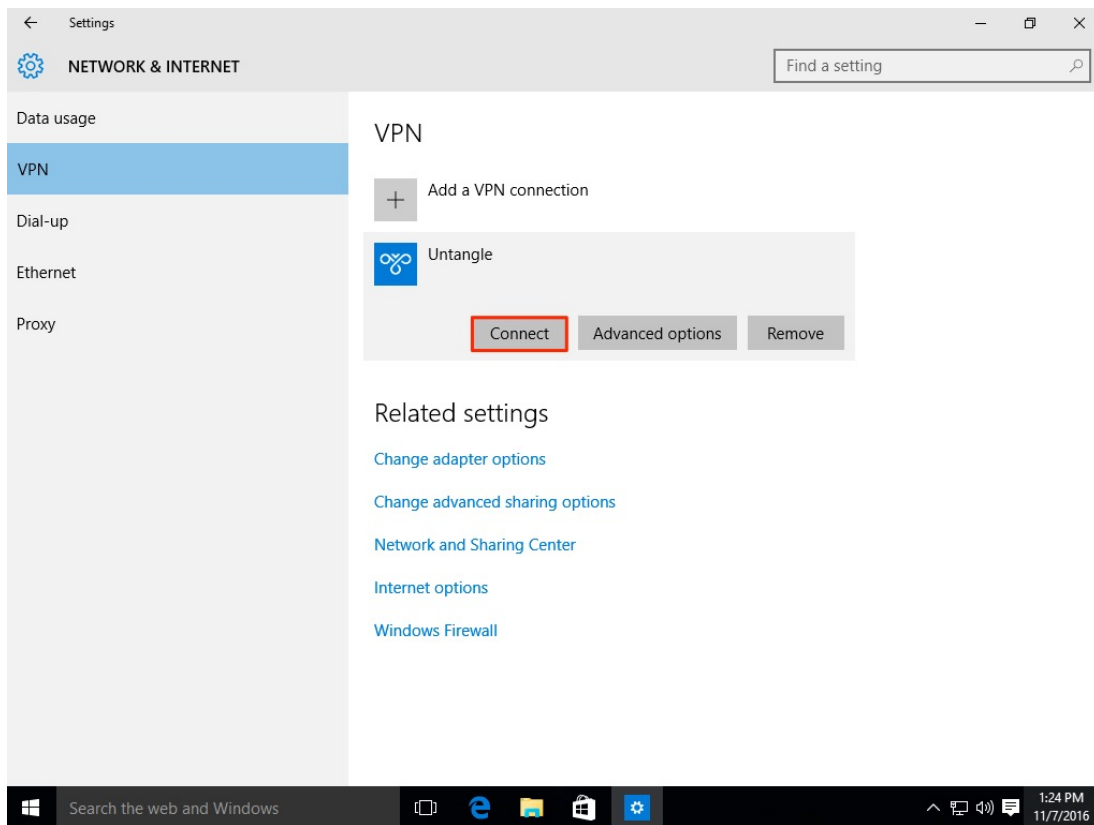 Settings
NETWORK & INTERNET
Find a setting
Data usage
VPN
Dial-up
Ethernet
Proxy
VPN
Add a VPN connection
Untangle
Connect Advanced options Remove
Related settings
Change adapter options
Change advanced sharing options
Network and Sharing Center
Internet options
Windows Firewall
Search the web and Windows
1:24 PM
11/7/2016